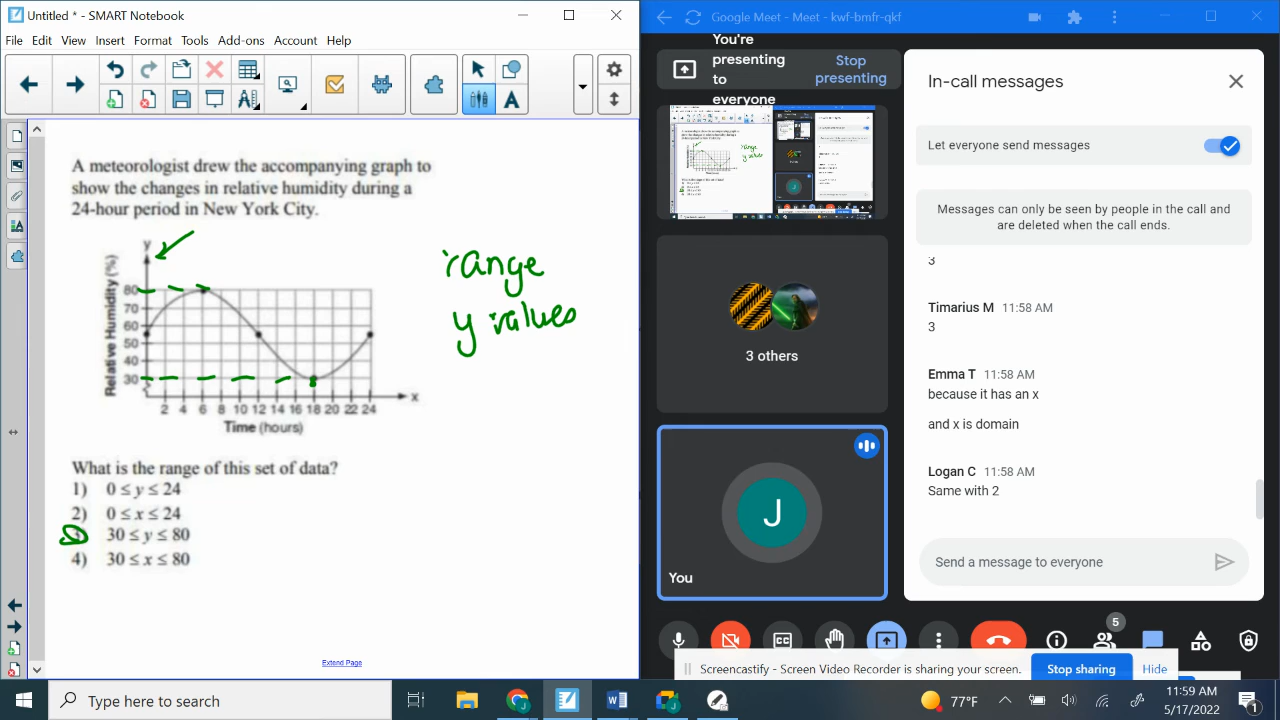 Untitled * - SMART Notebook
File Edit View Insert Format Tools Add-ons Account Help
A meteorologist drew the accompanying graph to
show the changes in relative humidity during a
24-hour period in New York City.
y
Relative Humidity (%)
80
70
60
50
40
30
2 4 6 8 10 12 14 16 18 20 22 24
x
Time (hours)
range
y values
What is the range of this set of data?
1) 0 ≤ y ≤ 24
2) 0 ≤ x ≤ 24
30 ≤ y ≤ 80
4) 30 ≤ x ≤ 80
Extend Page
Google Meet - Meet - kwf-bmfr-qkf
You're
presenting
to
everyone
Stop
presenting
3 others
J
You
In-call messages
Let everyone send messages
Messages can only be seen by people in the call and
are deleted when the call ends.
3
Timarius M 11:58 AM
3
Emma T 11:58 AM
because it has an x
and x is domain
Logan C 11:58 AM
Same with 2
Send a message to everyone
5
Screencastify - Screen Video Recorder is sharing your screen.
Stop sharing
Hide
Type here to search
77°F
11:59 AM
5/17/2022
1